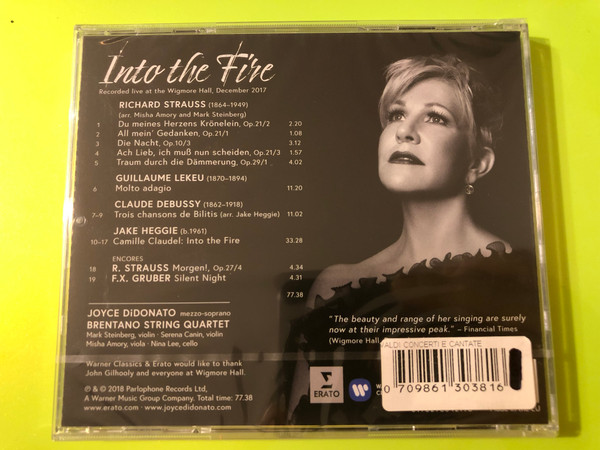 Into the Fire
Recorded live at the Wigmore Hall, December 2017
RICHARD STRAUSS (1864–1949)
(arr. Misha Amory and Mark Steinberg)
1 Du meines Herzens Krönelein, Op.21/2 2.20
2 All mein' Gedanken, Op.21/1 1.08
3 Die Nacht, Op.10/3 3.12
4 Ach Lieb, ich muß nun scheiden, Op.21/3 1.57
5 Traum durch die Dämmerung, Op.29/1 4.02
GUILLAUME LEKEU (1870–1894)
6 Molto adagio 11.20
CLAUDE DEBUSSY (1862–1918)
7–9 Trois chansons de Bilitis (arr. Jake Heggie) 11.02
JAKE HEGGIE (b.1961)
10–17 Camille Claudel: Into the Fire 33.28
ENCORES
18 R. STRAUSS Morgen!, Op.27/4 4.34
19 F.X. GRUBER Silent Night 4.31
77.38
JOYCE DiDONATO mezzo-soprano
BRENTANO STRING QUARTET
Mark Steinberg, violin · Serena Canin, violin
Misha Amory, viola · Nina Lee, cello
"The beauty and range of her singing are surely
now at their impressive peak." – Financial Times
(Wigmore Hall,
Warner Classics & Erato would like to thank
John Gilhooly and everyone at Wigmore Hall.
℗ & © 2018 Parlophone Records Ltd,
A Warner Music Group Company. Total time: 77.38
www.erato.com · www.joycedidonato.com
ERATO
VALDI: CONCERTI E CANTATE
0 709861 303816